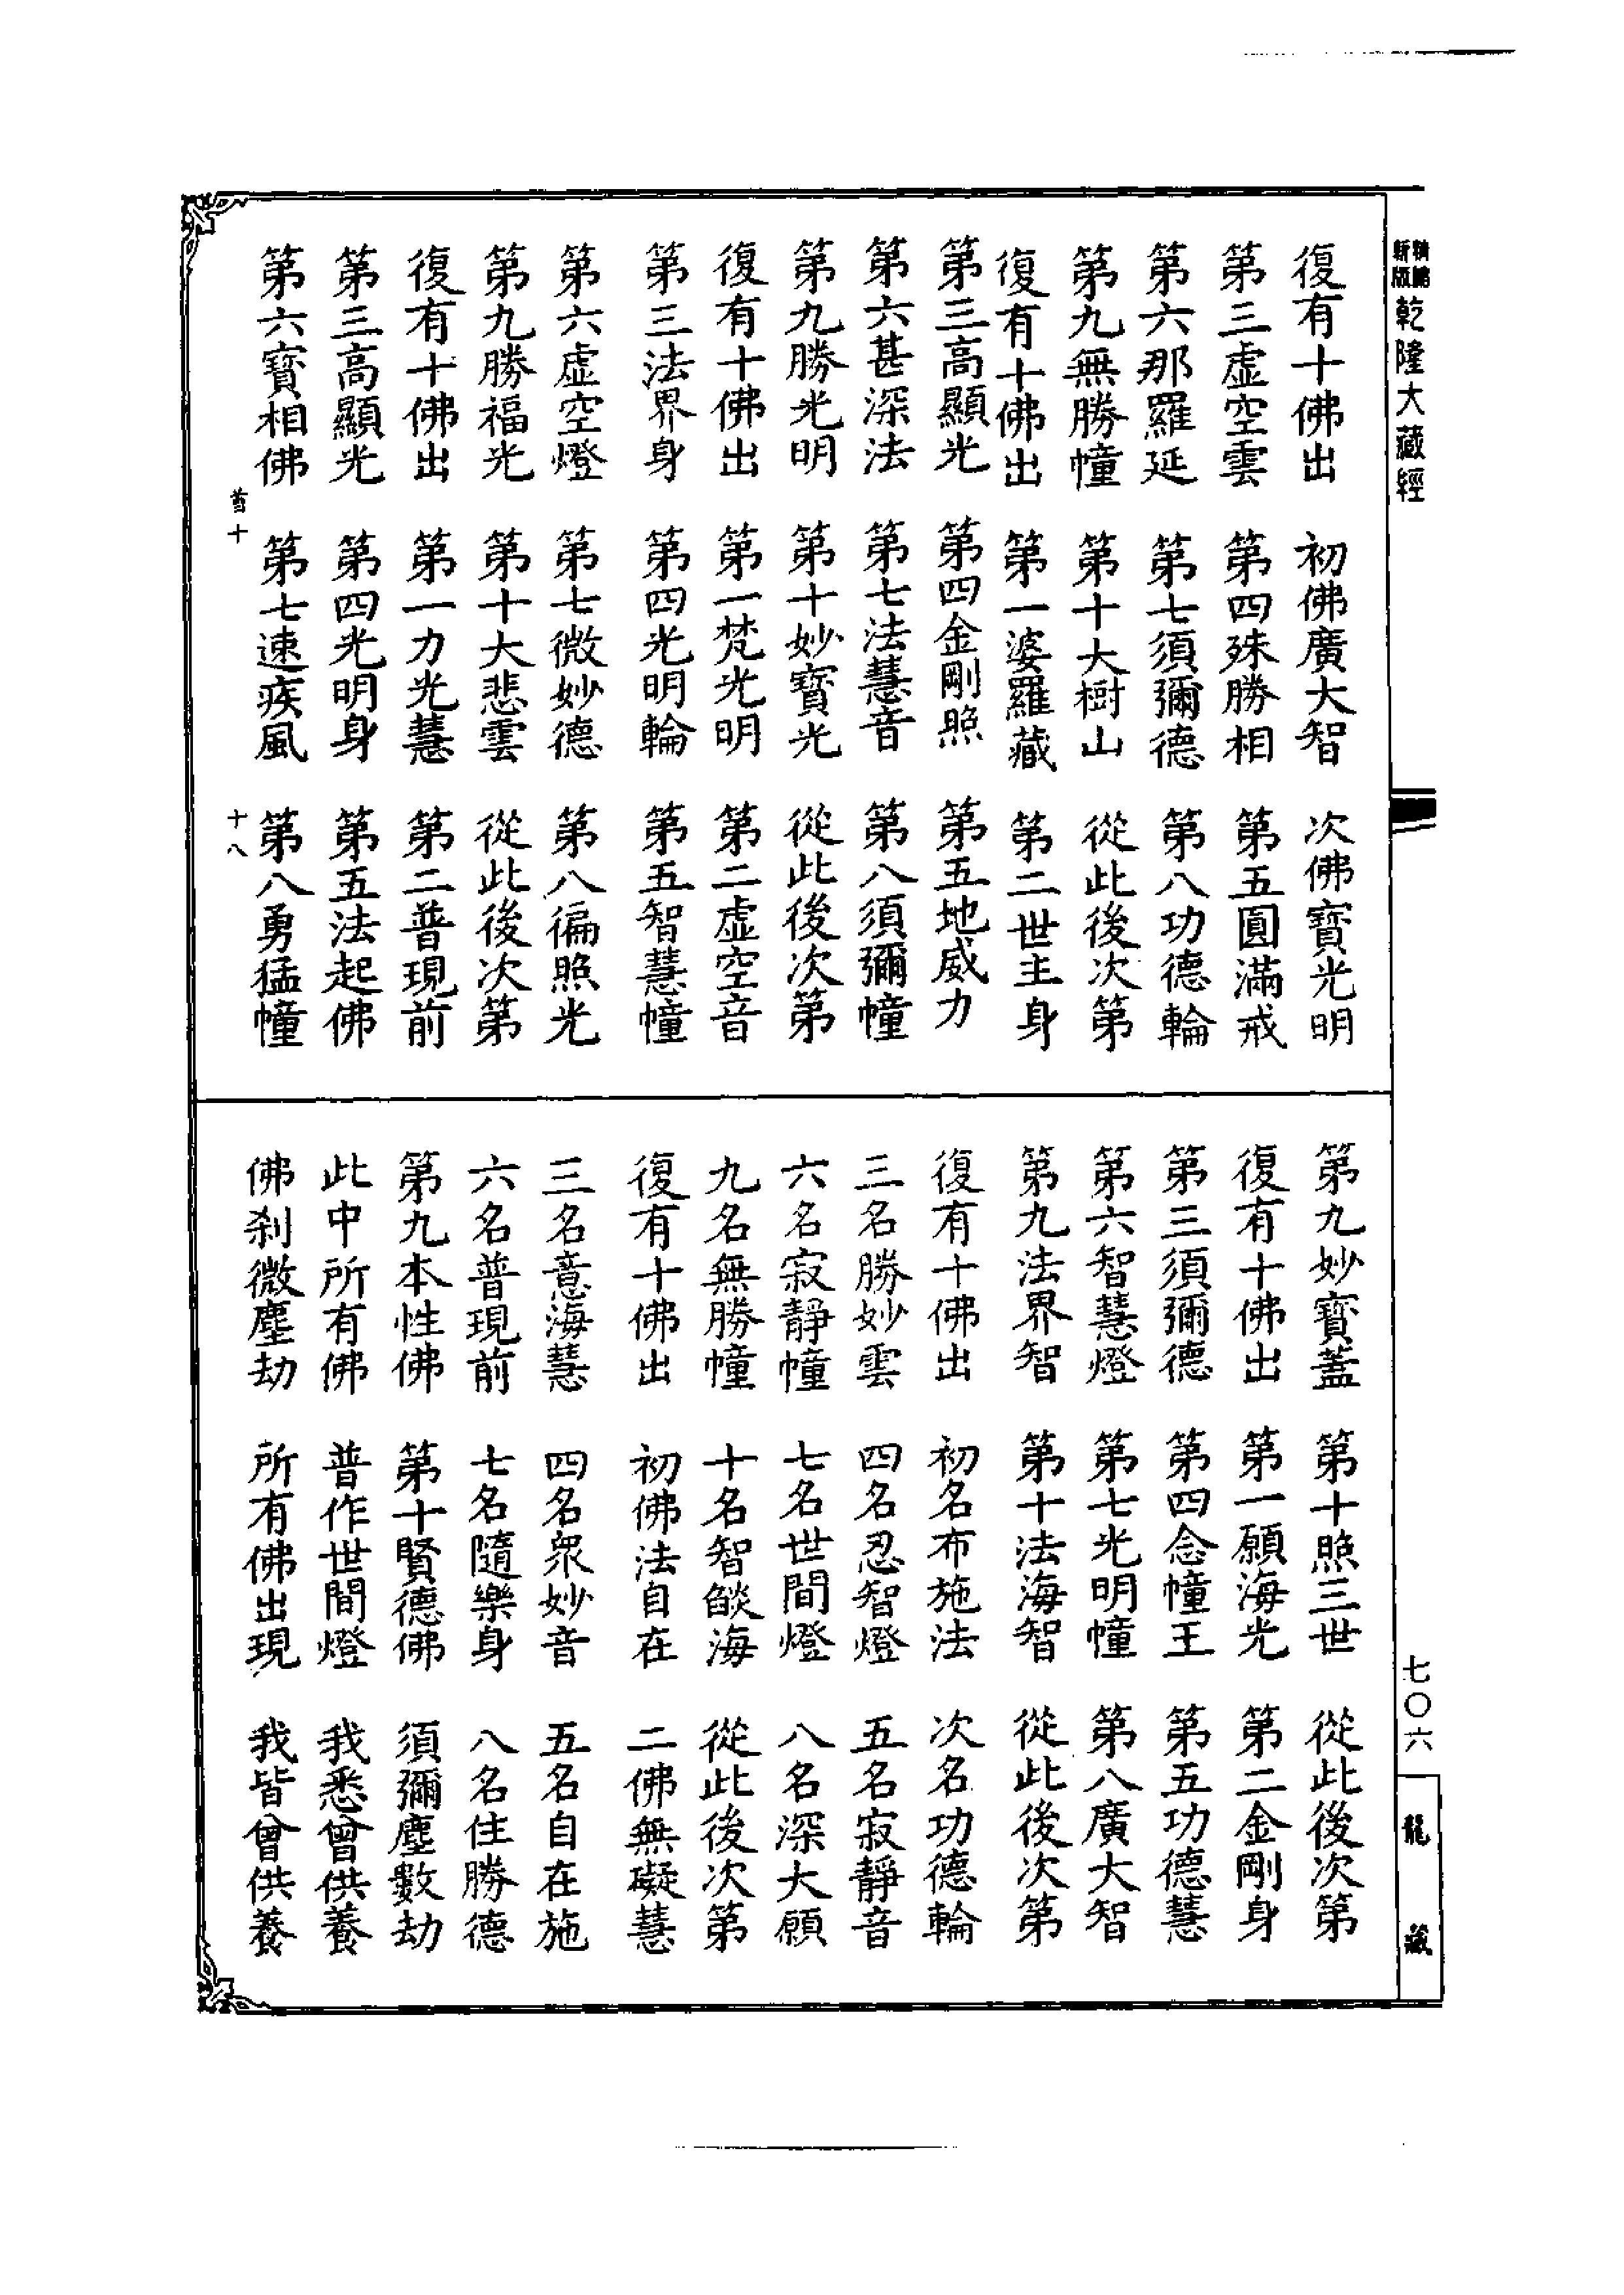 精縮新版乾隆大藏經
復有十佛出 初佛廣大智 次佛寶光明
第三虛空雲 第四殊勝相 第五圓滿戒
第六那羅延 第七須彌德 第八功德輪
第九無勝幢 第十大樹山 從此後次第
復有十佛出 第一婆羅藏 第二世主身
第三高顯光 第四金剛照 第五地威力
第六甚深法 第七法慧音 第八須彌幢
第九勝光明 第十妙寶光 從此後次第
復有十佛出 第一梵光明 第二虛空音
第三法界身 第四光明輪 第五智慧幢
第六虛空燈 第七微妙德 第八徧照光
第九勝福光 第十大悲雲 從此後次第
復有十佛出 第一力光慧 第二普現前
第三高顯光 第四光明身 第五法起佛
第六寶相佛 第七速疾風 第八勇猛幢
首十 十八
第九妙寶蓋 第十照三世 從此後次第
復有十佛出 第一願海光 第二金剛身
第三須彌德 第四念幢王 第五功德慧
第六智慧燈 第七光明幢 第八廣大智
第九法界智 第十法海智 從此後次第
復有十佛出 初名布施法 次名功德輪
三名勝妙雲 四名忍智燈 五名寂靜音
六名寂靜幢 七名世間燈 八名深大願
九名無勝幢 十名智燄海 從此後次第
復有十佛出 初佛法自在 二佛無礙慧
三名意海慧 四名眾妙音 五名自在施
六名普現前 七名隨樂身 八名住勝德
第九本性佛 第十賢德佛 須彌塵數劫
此中所有佛 普作世間燈 我悉曾供養
佛剎微塵劫 所有佛出現 我皆曾供養
七〇六
龍藏